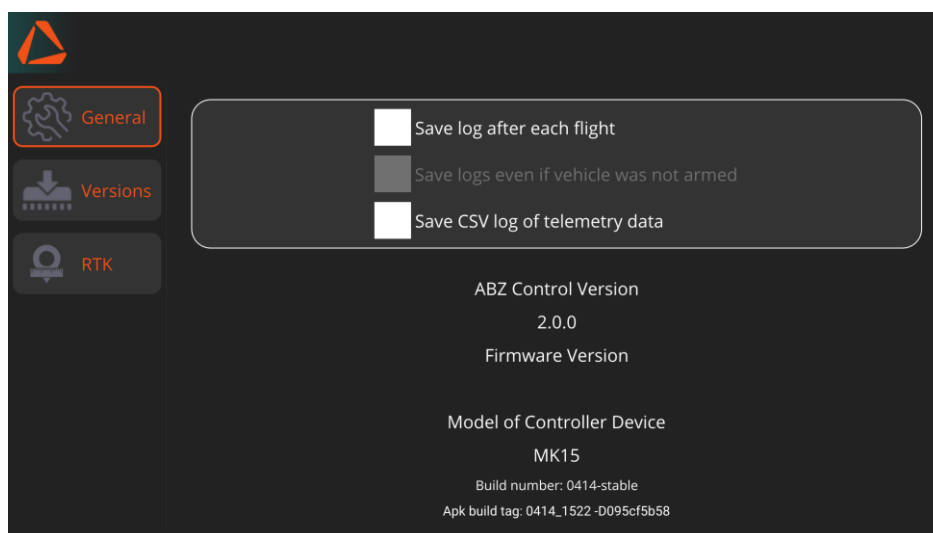 General
Versions
RTK
Save log after each flight
Save logs even if vehicle was not armed
Save CSV log of telemetry data
ABZ Control Version
2.0.0
Firmware Version
Model of Controller Device
MK15
Build number: 0414-stable
Apk build tag: 0414_1522 -D095cf5b58